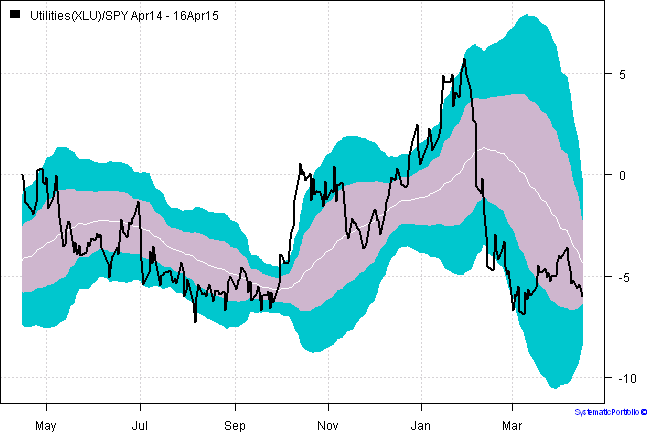 Utilities(XLU)/SPY Apr14 - 16Apr15
5
0
-5
-10
May Jul Sep Nov Jan Mar
SystematicPortfolio ©